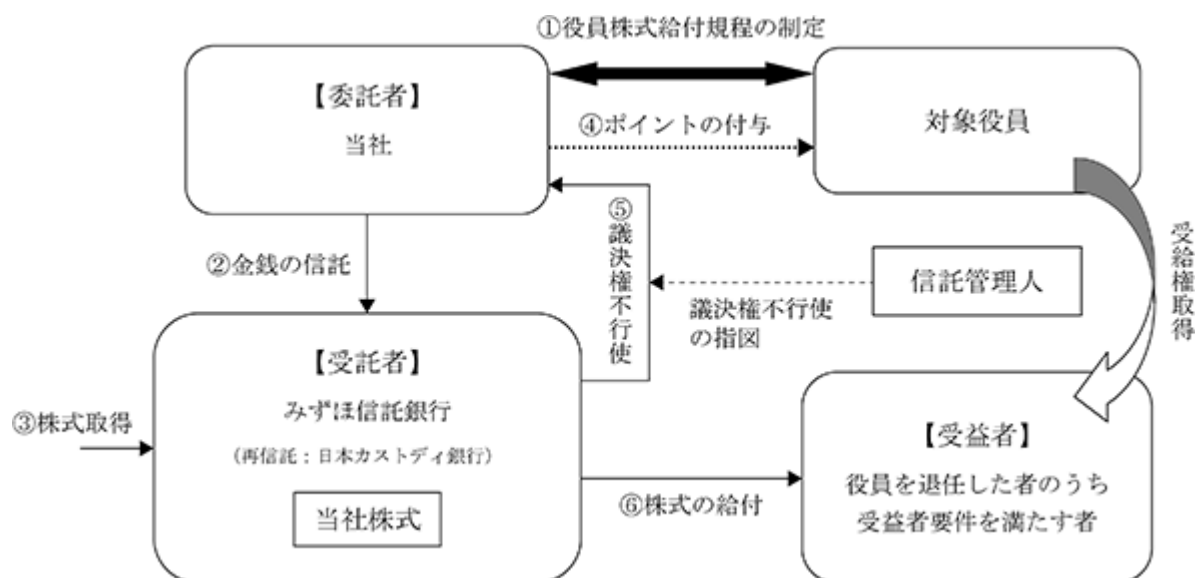 ①役員株式給付規程の制定
【委託者】
当社
④ポイントの付与
対象役員
②金銭の信託
⑤議決権不行使
議決権不行使
の指図
信託管理人
受給権取得
【受託者】
みずほ信託銀行
(再信託：日本カストディ銀行)
当社株式
③株式取得
⑥株式の給付
【受益者】
役員を退任した者のうち
受益者要件を満たす者